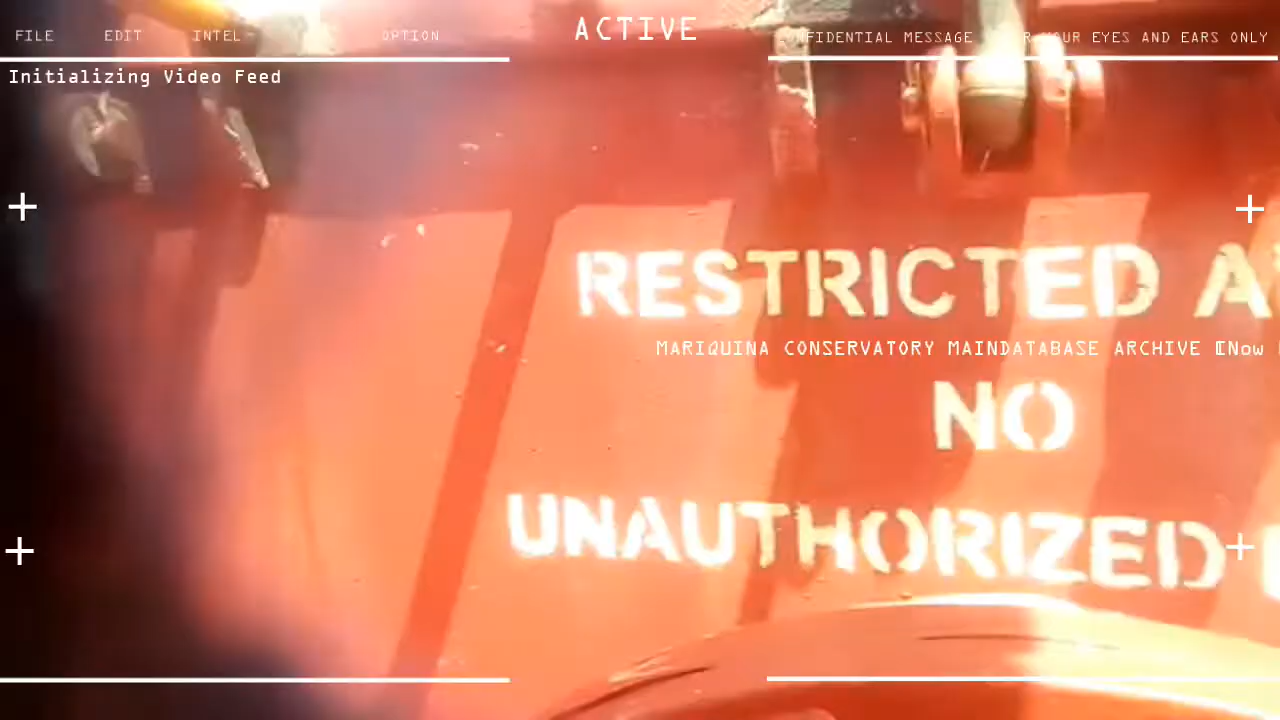 FILE EDIT INTEL OPTION
ACTIVE
MESSAGE YOUR EYES AND EARS ONLY
Initializing Video Feed
RESTRICTED
MARIQUINA CONSERVATORY MAINDATABASE ARCHIVE
NO
UNAUTHORIZED